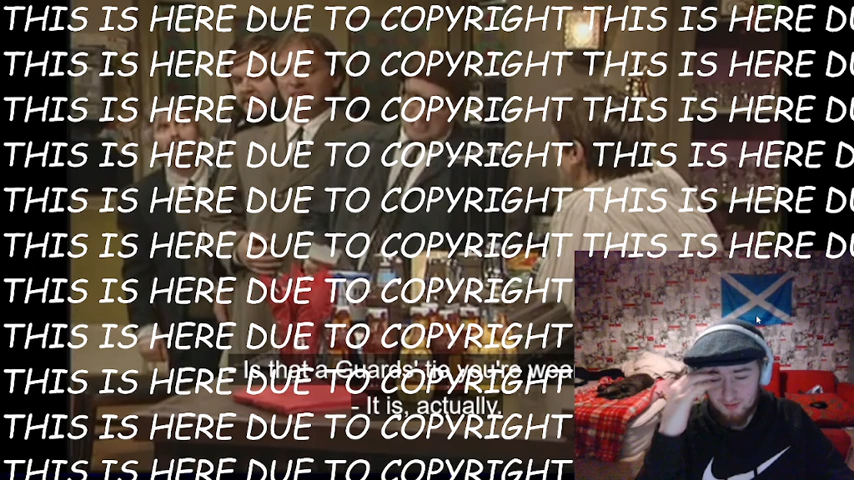 THIS IS HERE DUE TO COPYRIGHT THIS IS HERE DU
THIS IS HERE DUE TO COPYRIGHT THIS IS HERE DU
THIS IS HERE DUE TO COPYRIGHT THIS IS HERE DU
THIS IS HERE DUE TO COPYRIGHT THIS IS HERE D
THIS IS HERE DUE TO COPYRIGHT THIS IS HERE DU
THIS IS HERE DUE TO COPYRIGHT THIS IS HERE DU
THIS IS HERE DUE TO COPYRIGHT
THIS IS HERE DUE TO COPYRIGHT
- Is that a Guards' tie you're wea
THIS IS HERE DUE TO COPYRIGHT
- It is, actually.
THIS IS HERE DUE TO COPYRIGHT
THIS IS HERE DUE TO COPYRIGHT